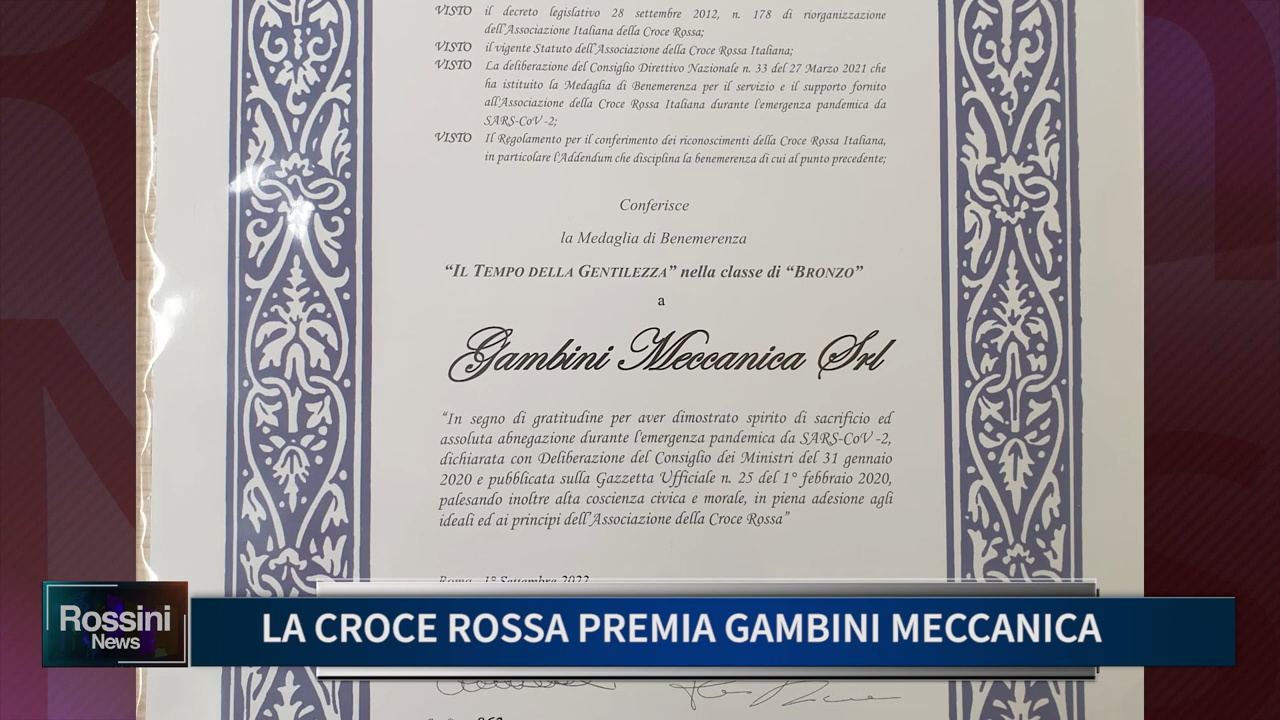 VISTO il decreto legislativo 28 settembre 2012, n. 178 di riorganizzazione
dell'Associazione Italiana della Croce Rossa;
VISTO il vigente Statuto dell'Associazione della Croce Rossa Italiana;
VISTO La deliberazione del Consiglio Direttivo Nazionale n. 33 del 27 Marzo 2021 che
ha istituito la Medaglia di Benemerenza per il servizio e il supporto fornito
all'Associazione della Croce Rossa Italiana durante l'emergenza pandemica da
SARS-CoV-2;
VISTO Il Regolamento per il conferimento dei riconoscimenti della Croce Rossa Italiana,
in particolare l'Addendum che disciplina la benemerenza di cui al punto precedente;
Conferisce
la Medaglia di Benemerenza
"IL TEMPO DELLA GENTILEZZA" nella classe di "BRONZO"
a
Gambini Meccanica Srl
"In segno di gratitudine per aver dimostrato spirito di sacrificio ed
assoluta abnegazione durante l'emergenza pandemica da SARS-CoV-2,
dichiarata con Deliberazione del Consiglio dei Ministri del 31 gennaio
2020 e pubblicata sulla Gazzetta Ufficiale n. 25 del 1° febbraio 2020,
palesando inoltre alta coscienza civica e morale, in piena adesione agli
ideali ed ai principi dell'Associazione della Croce Rossa"
Roma, 1° Settembre 2022
Rossini
News
LA CROCE ROSSA PREMIA GAMBINI MECCANICA